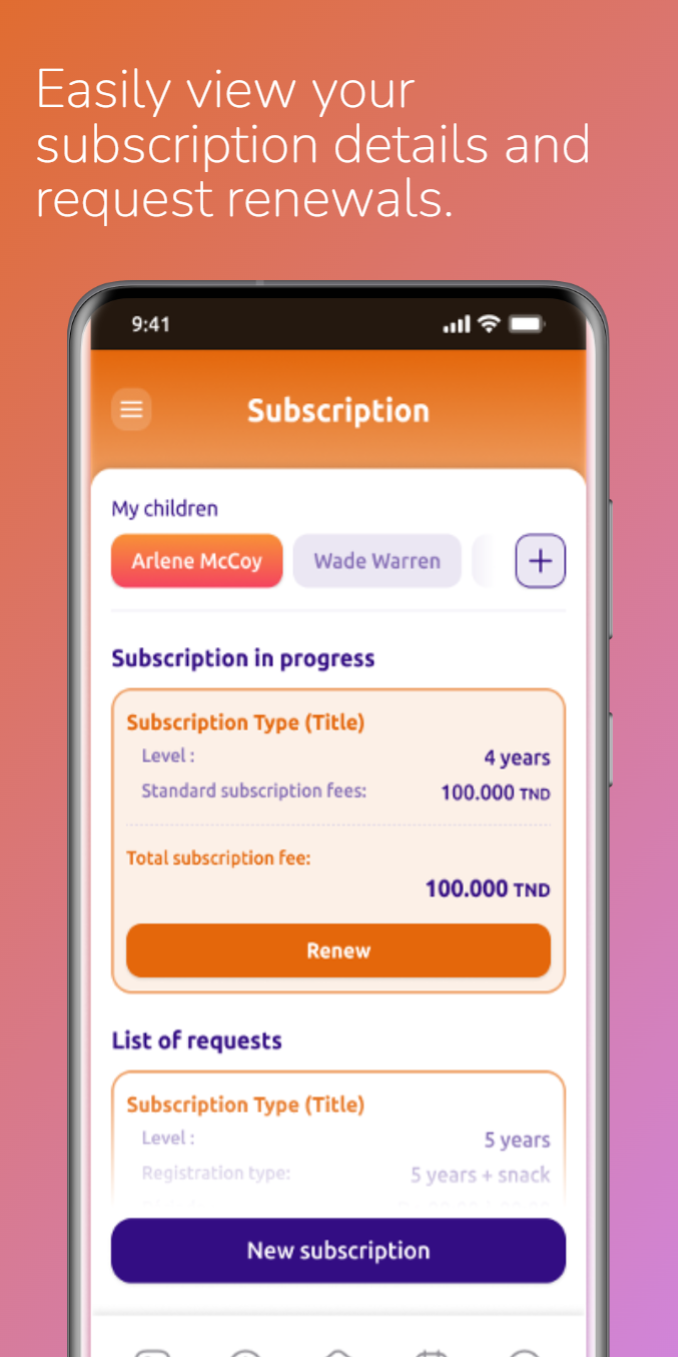 Easily view your
subscription details and
request renewals.
9:41
Subscription
My children
Arlene McCoy
Wade Warren
+
Subscription in progress
Subscription Type (Title)
Level : 4 years
Standard subscription fees: 100.000 TND
Total subscription fee:
100.000 TND
Renew
List of requests
Subscription Type (Title)
Level : 5 years
Registration type: 5 years + snack
New subscription